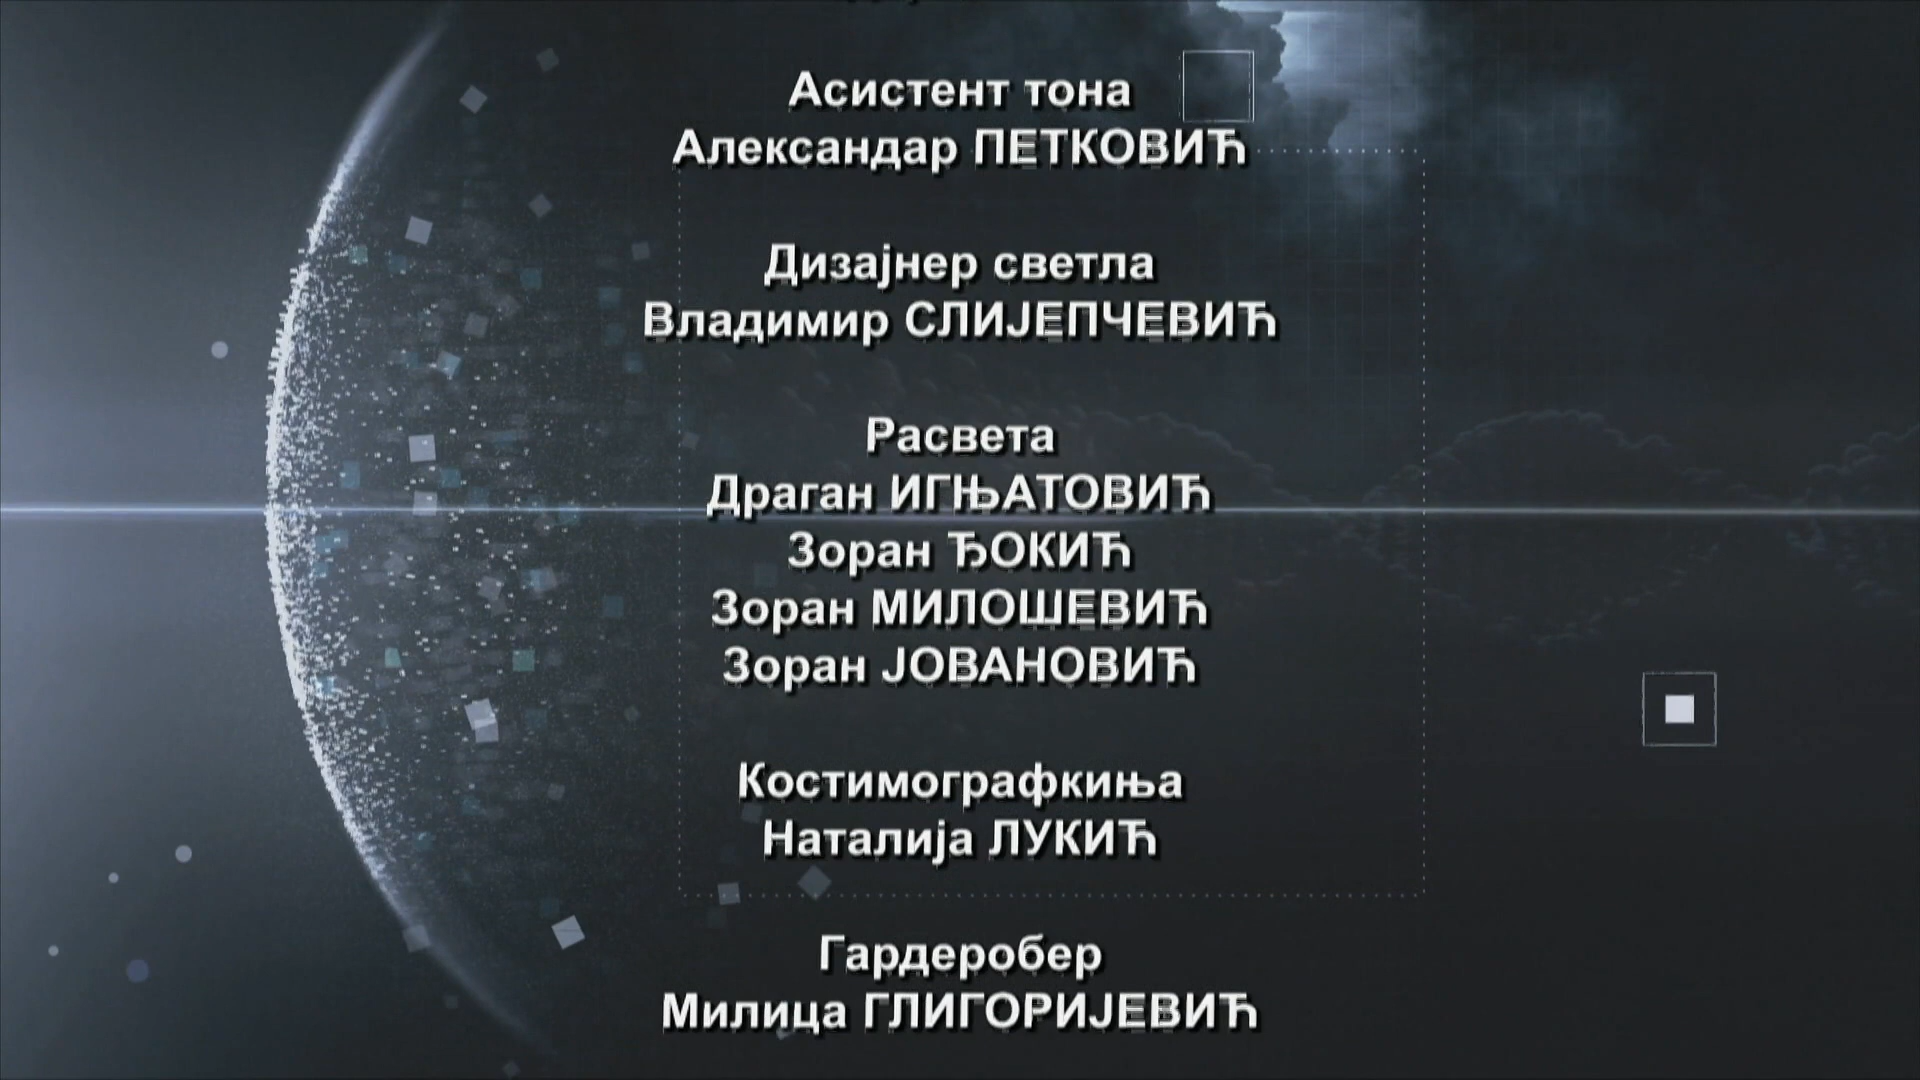 Асистент тона
Александар ПЕТКОВИЋ
Дизајнер светла
Владимир СЛИЈЕПЧЕВИЋ
Расвета
Драган ИГЊАТОВИЋ
Зоран ЂОКИЋ
Зоран МИЛОШЕВИЋ
Зоран ЈОВАНОВИЋ
Костимографкиња
Наталија ЛУКИЋ
Гардеробер
Милица ГЛИГОРИЈЕВИЋ